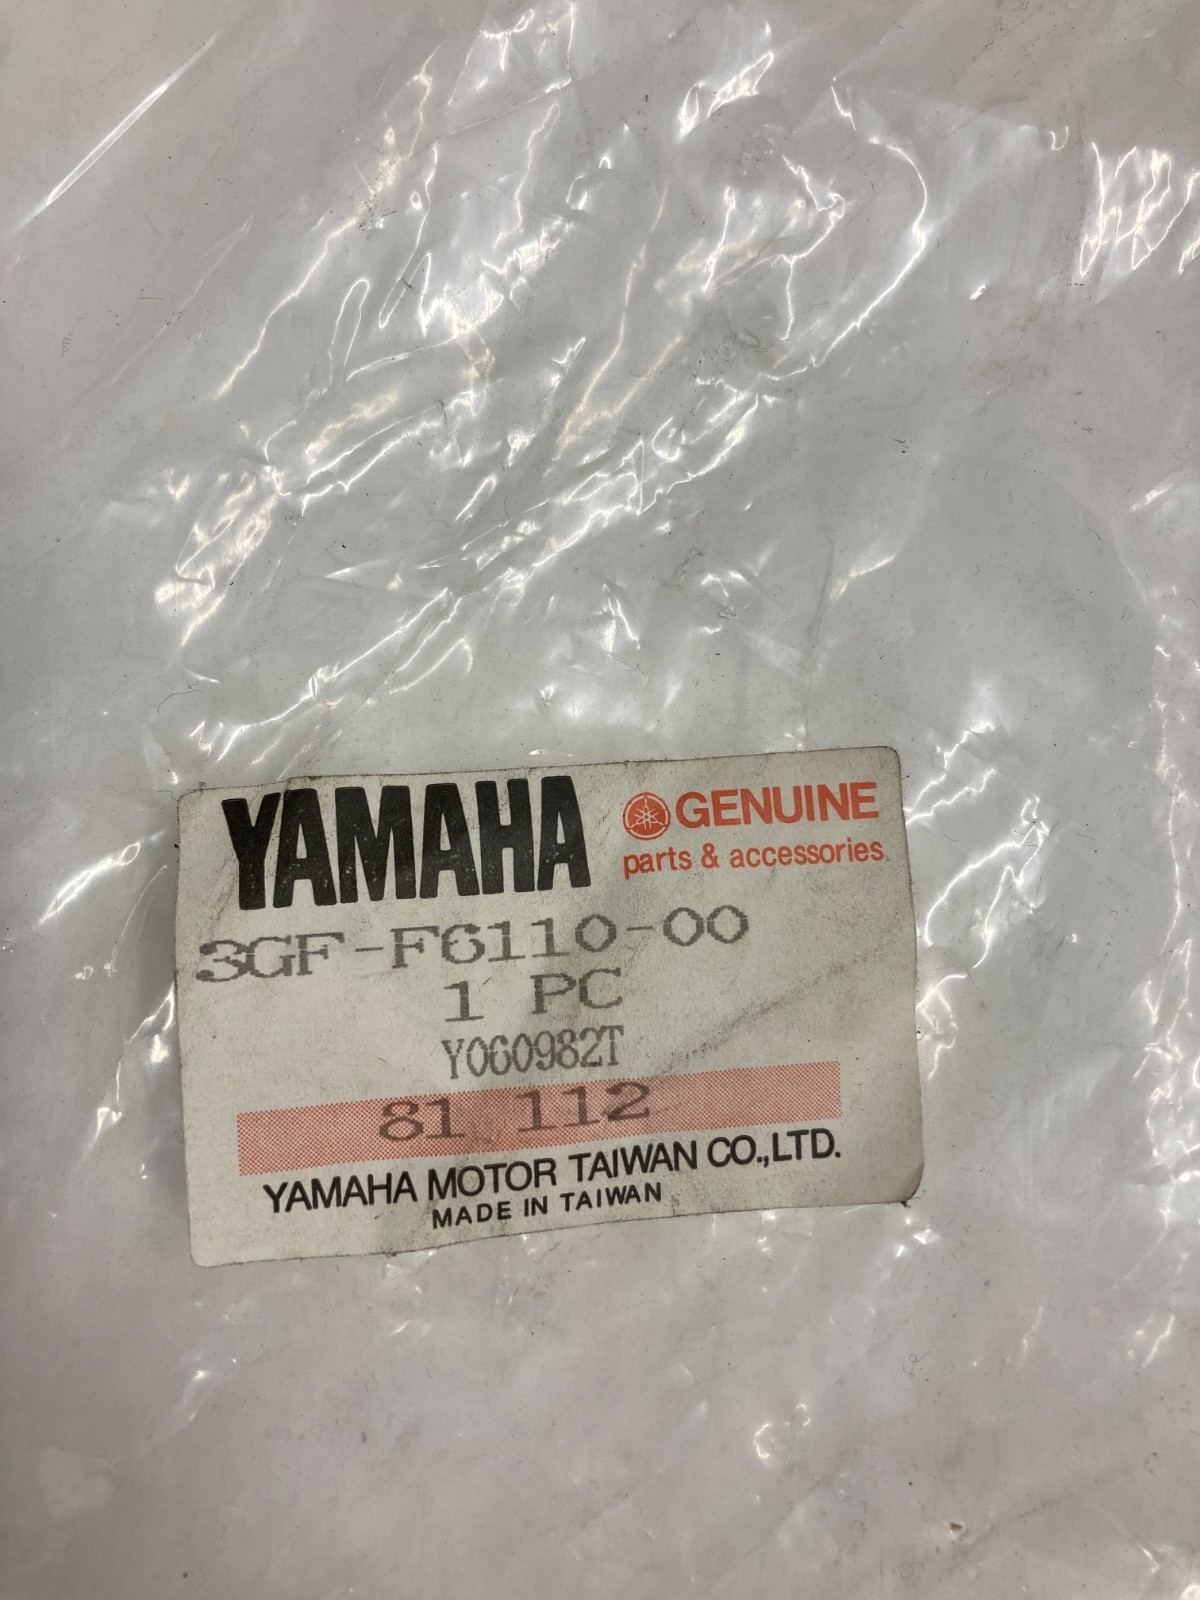 YAMAHA GENUINE
parts & accessories
3GF-F6110-00
1 PC
Y060982T
81 112
YAMAHA MOTOR TAIWAN CO.,LTD.
MADE IN TAIWAN